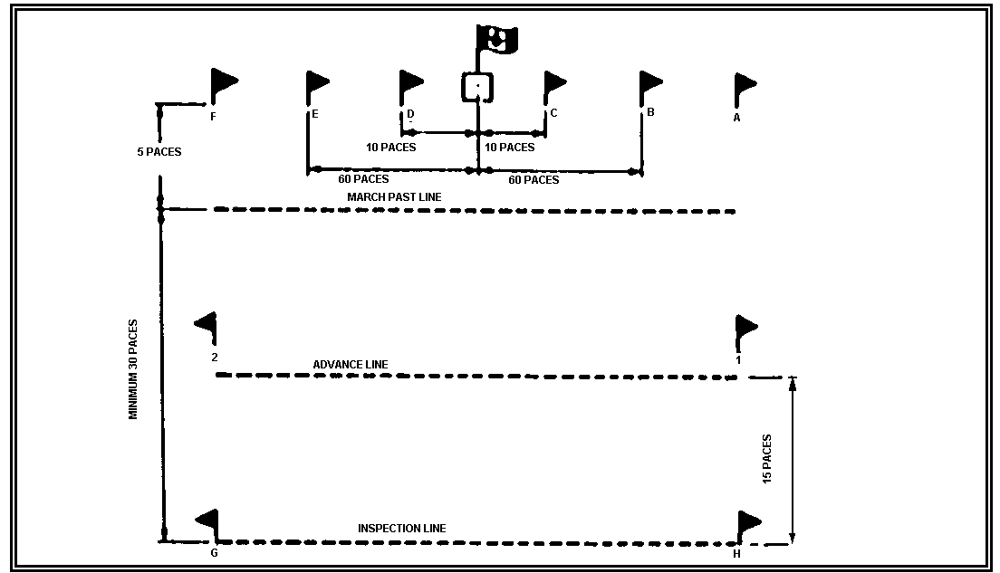 F
E
D
C
B
A
5 PACES
10 PACES
10 PACES
60 PACES
60 PACES
MARCH PAST LINE
MINIMUM 30 PACES
2
1
ADVANCE LINE
15 PACES
INSPECTION LINE
G
H